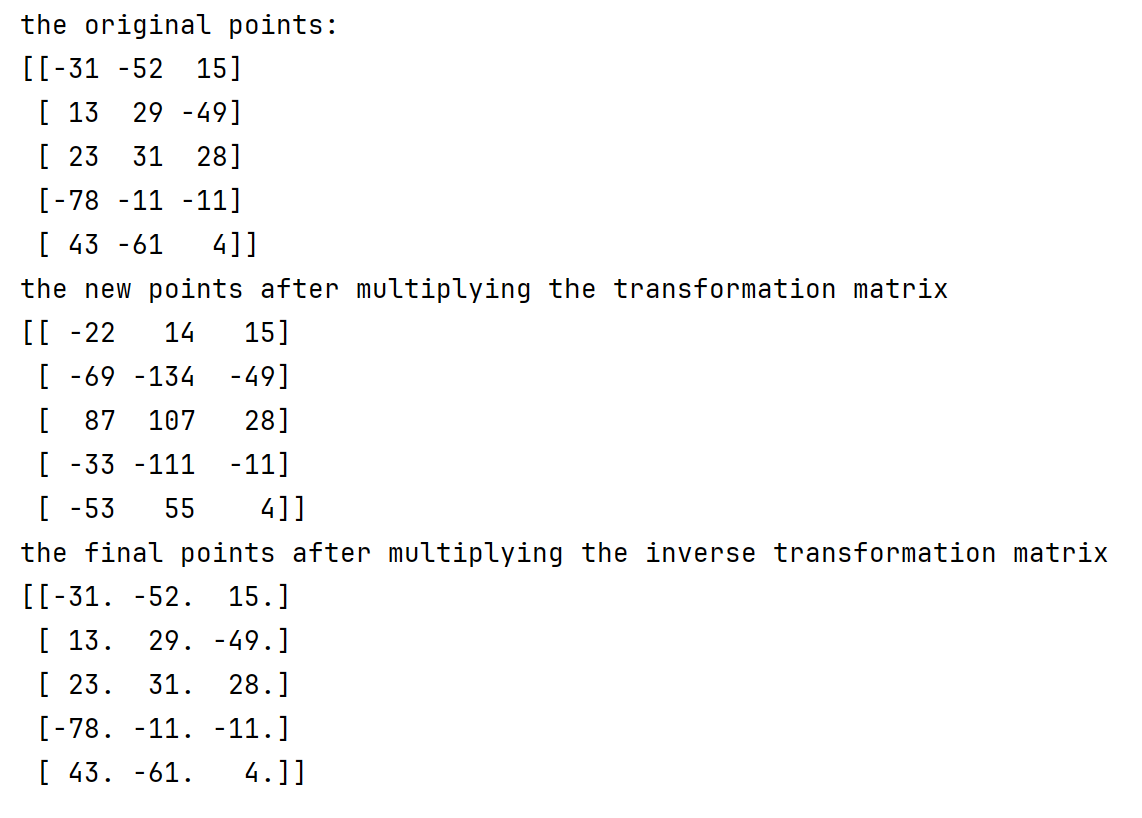 the original points:
[[-31 -52  15]
 [ 13  29 -49]
 [ 23  31  28]
 [-78 -11 -11]
 [ 43 -61   4]]
the new points after multiplying the transformation matrix
[[ -22   14   15]
 [ -69 -134  -49]
 [  87  107   28]
 [ -33 -111  -11]
 [ -53   55    4]]
the final points after multiplying the inverse transformation matrix
[[-31. -52.  15.]
 [ 13.  29. -49.]
 [ 23.  31.  28.]
 [-78. -11. -11.]
 [ 43. -61.   4.]]